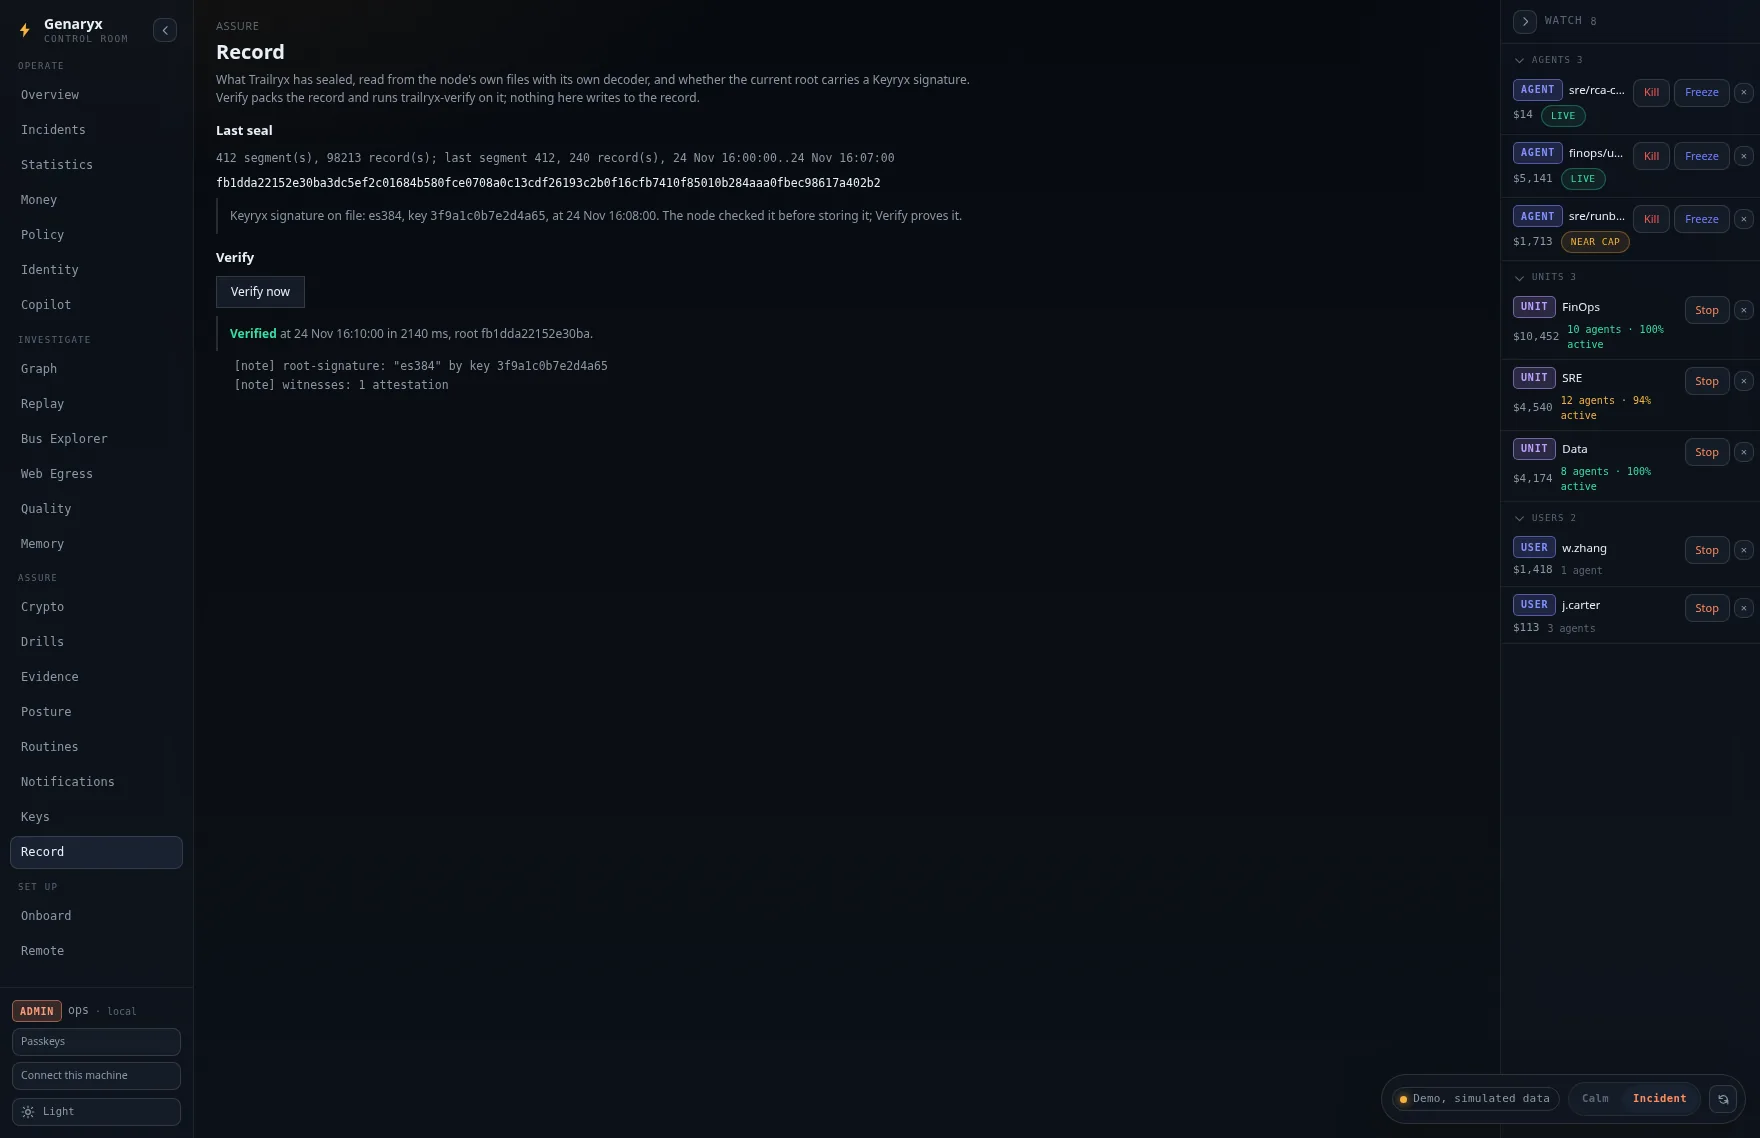 Genaryx
CONTROL ROOM
OPERATE
Overview
Incidents
Statistics
Money
Policy
Identity
Copilot
INVESTIGATE
Graph
Replay
Bus Explorer
Web Egress
Quality
Memory
ASSURE
Crypto
Drills
Evidence
Posture
Routines
Notifications
Keys
Record
SET UP
Onboard
Remote
ADMIN ops · local
Passkeys
Connect this machine
Light
ASSURE
Record
What Trailryx has sealed, read from the node's own files with its own decoder, and whether the current root carries a Keyryx signature.
Verify packs the record and runs trailryx-verify on it; nothing here writes to the record.
Last seal
412 segment(s), 98213 record(s); last segment 412, 240 record(s), 24 Nov 16:00:00..24 Nov 16:07:00
fb1dda22152e30ba3dc5ef2c01684b580fce0708a0c13cdf26193c2b0f16cfb7410f85010b284aaa0fbec98617a402b2
Keyryx signature on file: es384, key 3f9a1c0b7e2d4a65, at 24 Nov 16:08:00. The node checked it before storing it; Verify proves it.
Verify
Verify now
Verified at 24 Nov 16:10:00 in 2140 ms, root fb1dda22152e30ba.
[note] root-signature: "es384" by key 3f9a1c0b7e2d4a65
[note] witnesses: 1 attestation
WATCH 8
AGENTS 3
AGENT sre/rca-c... Kill Freeze ×
$14 LIVE
AGENT finops/u... Kill Freeze ×
$5,141 LIVE
AGENT sre/runb... Kill Freeze ×
$1,713 NEAR CAP
UNITS 3
UNIT FinOps Stop ×
$10,452 10 agents · 100%
active
UNIT SRE Stop ×
$4,540 12 agents · 94%
active
UNIT Data Stop ×
$4,174 8 agents · 100%
active
USERS 2
USER w.zhang Stop ×
$1,418 1 agent
USER j.carter Stop ×
$113 3 agents
Demo, simulated data Calm Incident